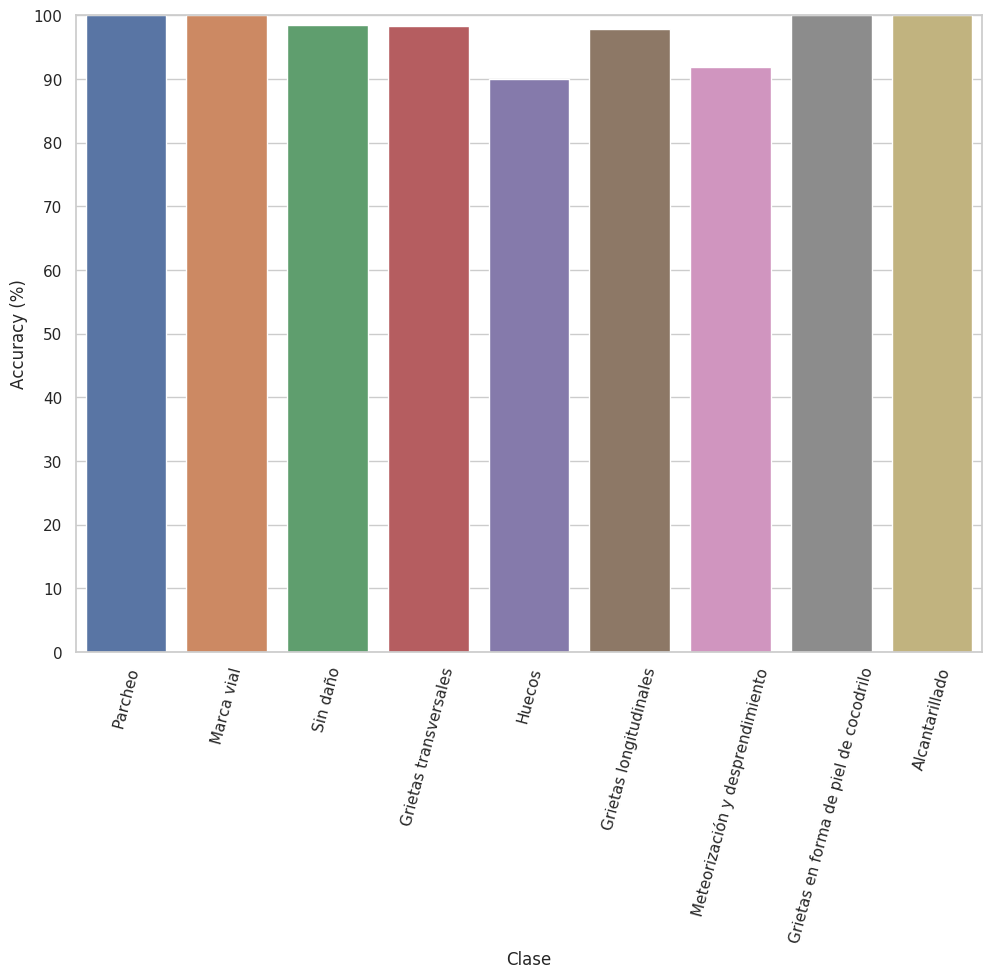 100
90
80
70
60
50
40
30
20
10
0
Accuracy (%)
Parcheo
Marca vial
Sin daño
Grietas transversales
Huecos
Grietas longitudinales
Meteorización y desprendimiento
Grietas en forma de piel de cocodrilo
Alcantarillado
Clase